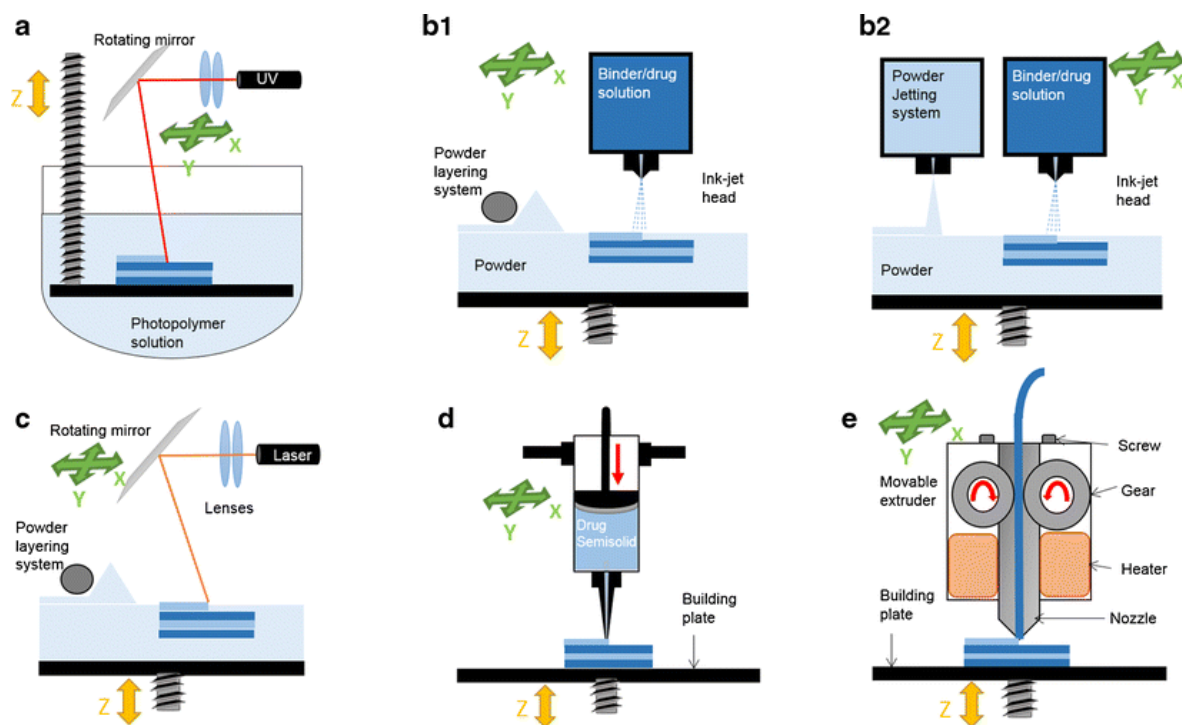 a
Rotating mirror
UV
Z
X
Y
Photopolymer
solution
b1
X
Y
Binder/drug
solution
Powder
layering
system
Ink-jet
head
Powder
Z
b2
Powder
Jetting
system
Binder/drug
solution
X
Y
Ink-jet
head
Powder
Z
c
Rotating mirror
X
Y
Laser
Lenses
Powder
layering
system
Z
d
X
Y
Drug
Semisolid
Building
plate
Z
e
X
Y
Movable
extruder
Screw
Gear
Heater
Nozzle
Building
plate
Z